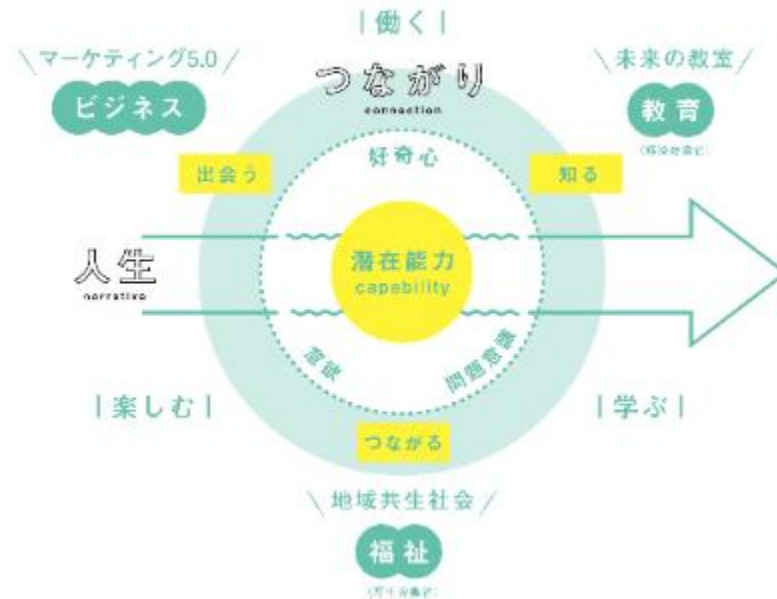 |働く|
＼マーケティング5.0／
ビジネス
つながり
connection
＼未来の教室／
教育
好奇心
出会う
知る
人生
narrative
潜在能力
capability
意欲
問題意識
|楽しむ|
|学ぶ|
つながる
＼地域共生社会／
福祉